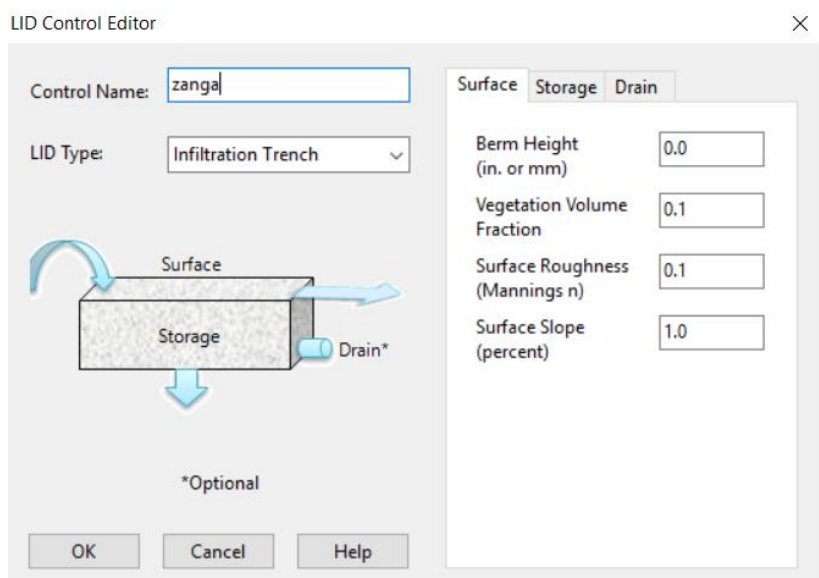 LID Control Editor
Control Name:
zanga
LID Type:
Infiltration Trench
Surface
Storage
Drain*
*Optional
OK
Cancel
Help
Surface
Storage
Drain
Berm Height
(in. or mm)
0.0
Vegetation Volume
Fraction
0.1
Surface Roughness
(Mannings n)
0.1
Surface Slope
(percent)
1.0